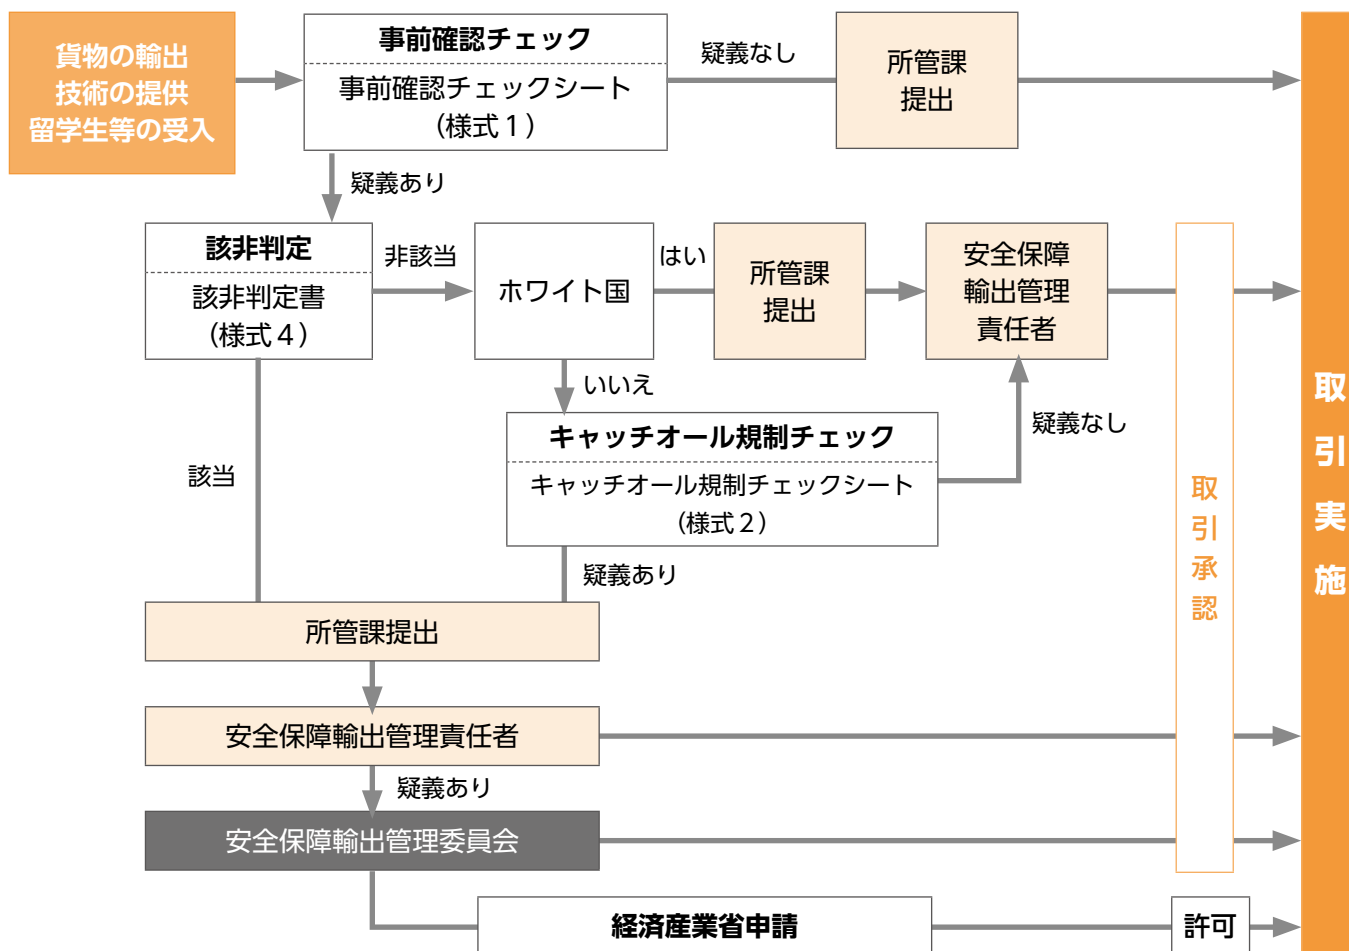 貨物の輸出
技術の提供
留学生等の受入
事前確認チェック
事前確認チェックシート
（様式１）
疑義なし
所管課
提出
疑義あり
該非判定
該非判定書
（様式４）
非該当
ホワイト国
はい
所管課
提出
安全保障
輸出管理
責任者
いいえ
キャッチオール規制チェック
キャッチオール規制チェックシート
（様式２）
疑義なし
該当
疑義あり
所管課提出
安全保障輸出管理責任者
疑義あり
安全保障輸出管理委員会
経済産業省申請
許可
取引承認
取引実施